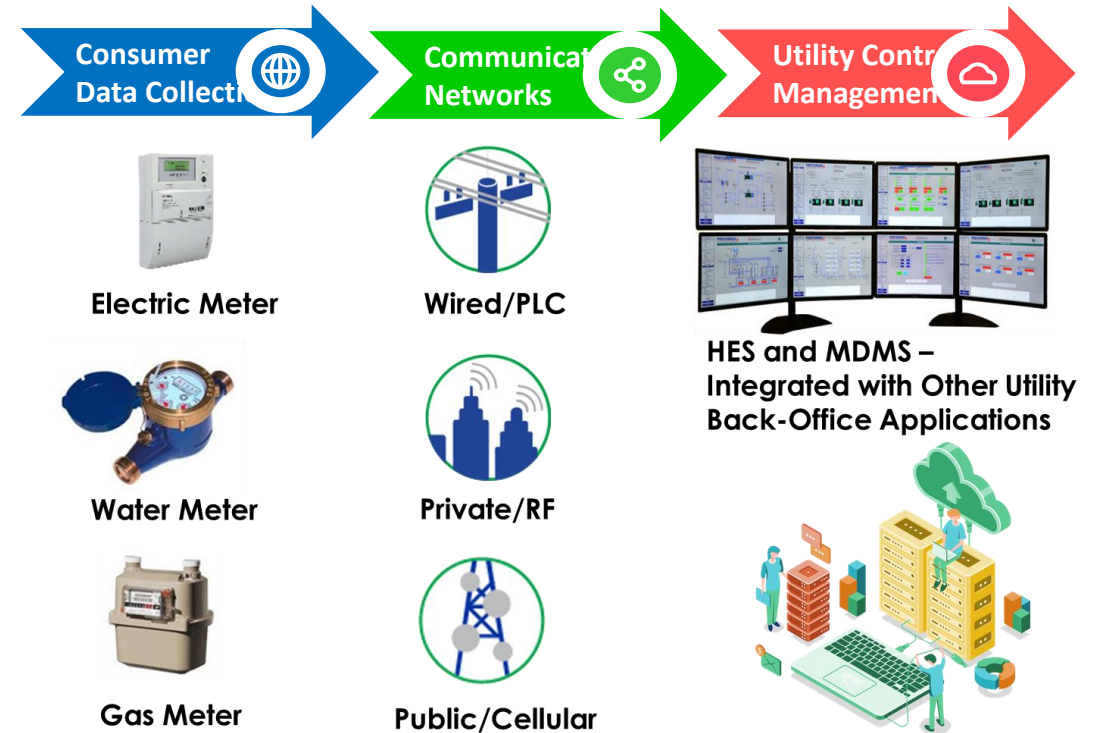 Consumer
Data Collecti
Communicat
Networks
Utility Contr
Managemen
Electric Meter
Wired/PLC
HES and MDMS –
Integrated with Other Utility
Back-Office Applications
Water Meter
Private/RF
Gas Meter
Public/Cellular